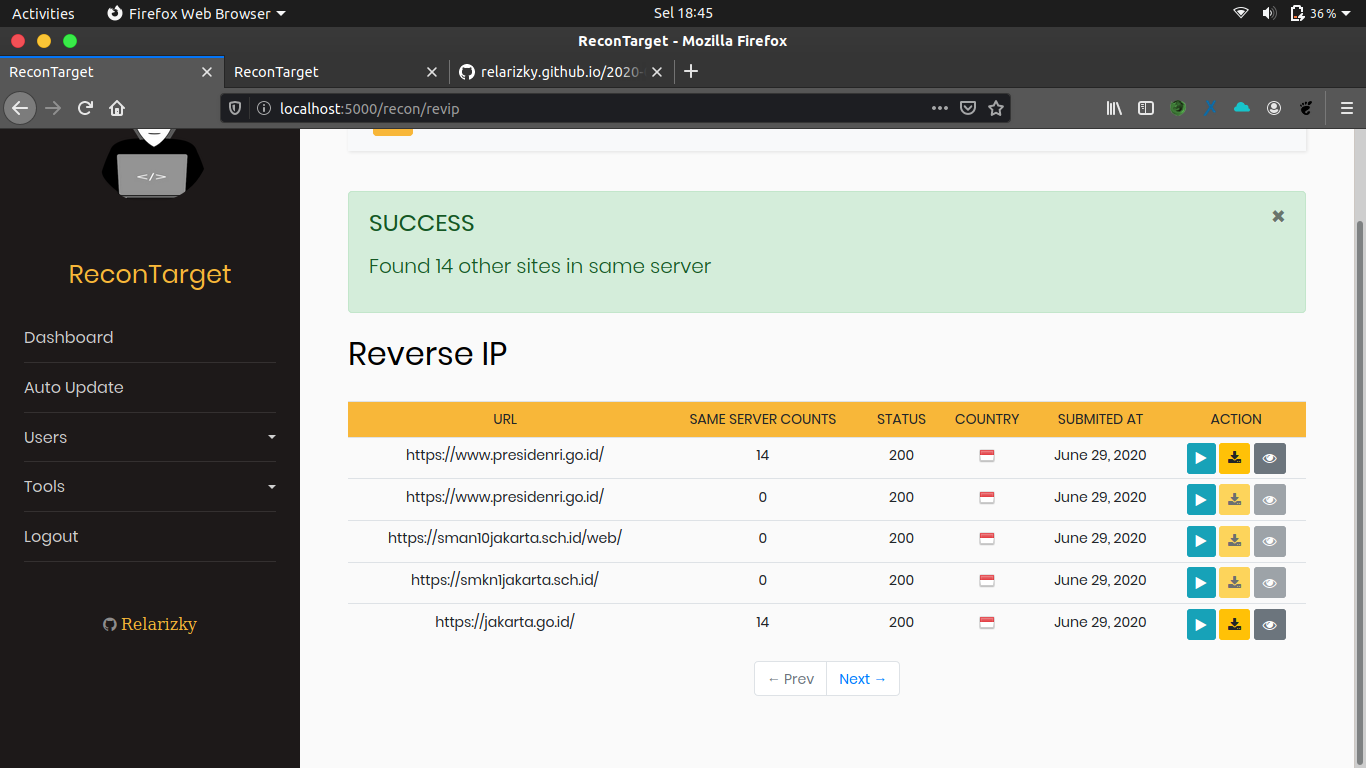 Activities Firefox Web Browser Sel 18:45 36 %
ReconTarget - Mozilla Firefox
ReconTarget ReconTarget relarizky.github.io/2020-
localhost:5000/recon/revip
</>
ReconTarget
Dashboard
Auto Update
Users
Tools
Logout
Relarizky
SUCCESS
Found 14 other sites in same server
Reverse IP
URL SAME SERVER COUNTS STATUS COUNTRY SUBMITED AT ACTION
https://www.presidenri.go.id/ 14 200 June 29, 2020
https://www.presidenri.go.id/ 0 200 June 29, 2020
https://sman10jakarta.sch.id/web/ 0 200 June 29, 2020
https://smkn1jakarta.sch.id/ 0 200 June 29, 2020
https://jakarta.go.id/ 14 200 June 29, 2020
← Prev Next →